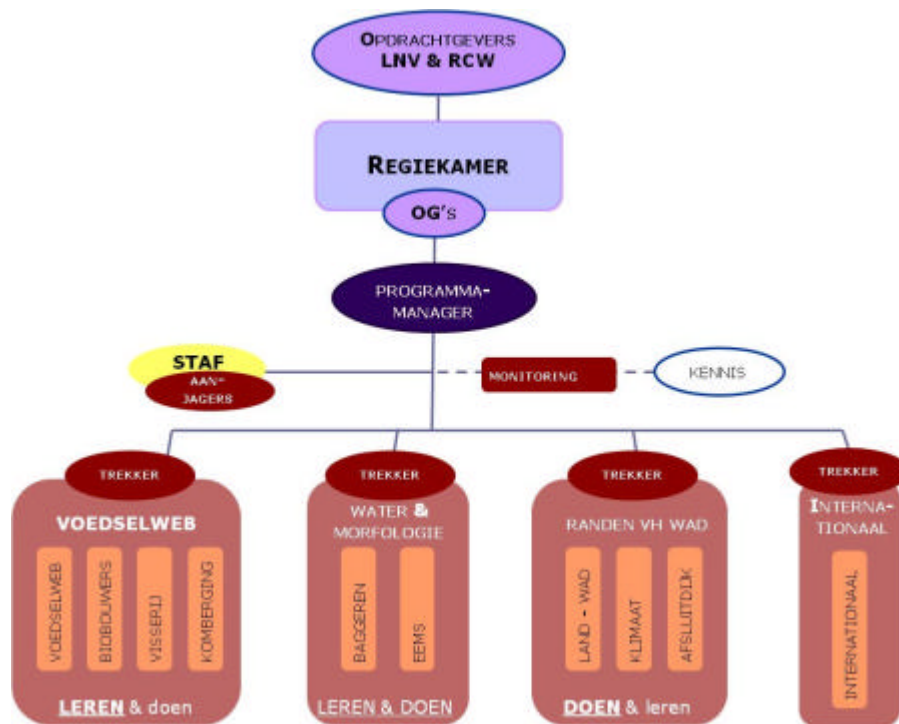 OPDRACHTGEVERS
LNV & RCW
REGIEKAMER
OG's
PROGRAMMA-
MANAGER
STAF
AAN-
JAGERS
MONITORING
KENNIS
TREKKER
VOEDSELWEB
VOEDSELWEB
BIOBOUWERS
VISSERIJ
KOMBERGING
LEREN & doen
TREKKER
WATER &
MORFOLOGIE
BAGGEREN
EEMS
LEREN & DOEN
TREKKER
RANDEN VH WAD
LAND - WAD
KLIMAAT
AFSLUITDIJK
DOEN & leren
TREKKER
INTERNA-
TIONAAL
INTERNATIONAAL